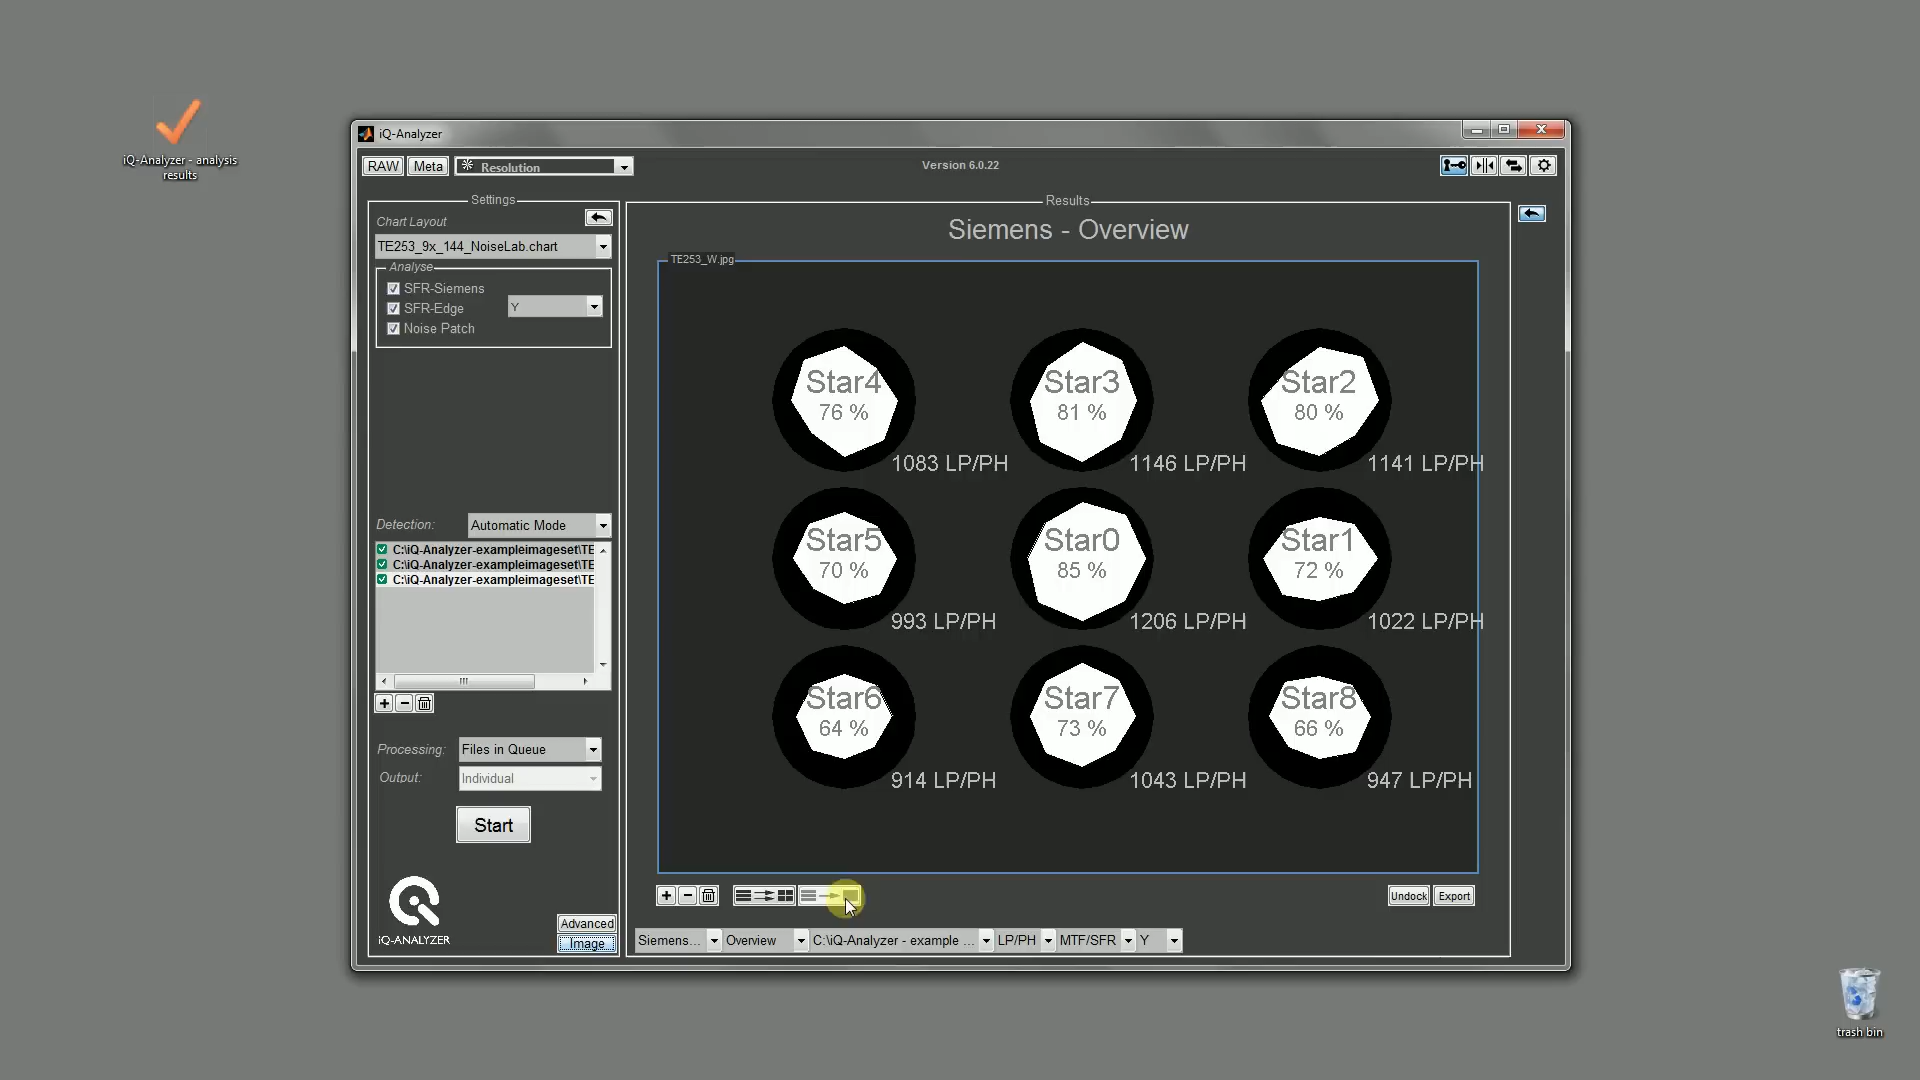 iQ-Analyzer - analysis
results
iQ-Analyzer
RAW
Meta
Resolution
Version 6.0.22
Settings
Chart Layout
TE253_9x_144_NoiseLab.chart
Analyse
SFR-Siemens
SFR-Edge
Y
Noise Patch
Detection:
Automatic Mode
C:\iQ-Analyzer-exampleimageset\TE
C:\iQ-Analyzer-exampleimageset\TE
C:\iQ-Analyzer-exampleimageset\TE
Processing:
Files in Queue
Output:
Individual
Start
iQ-ANALYZER
Advanced
Image
Results
Siemens - Overview
TE253_W.jpg
Star4
76 %
1083 LP/PH
Star3
81 %
1146 LP/PH
Star2
80 %
1141 LP/PH
Star5
70 %
993 LP/PH
Star0
85 %
1206 LP/PH
Star1
72 %
1022 LP/PH
Star6
64 %
914 LP/PH
Star7
73 %
1043 LP/PH
Star8
66 %
947 LP/PH
Undock
Export
Siemens...
Overview
C:\iQ-Analyzer - example ...
LP/PH
MTF/SFR
Y
trash bin